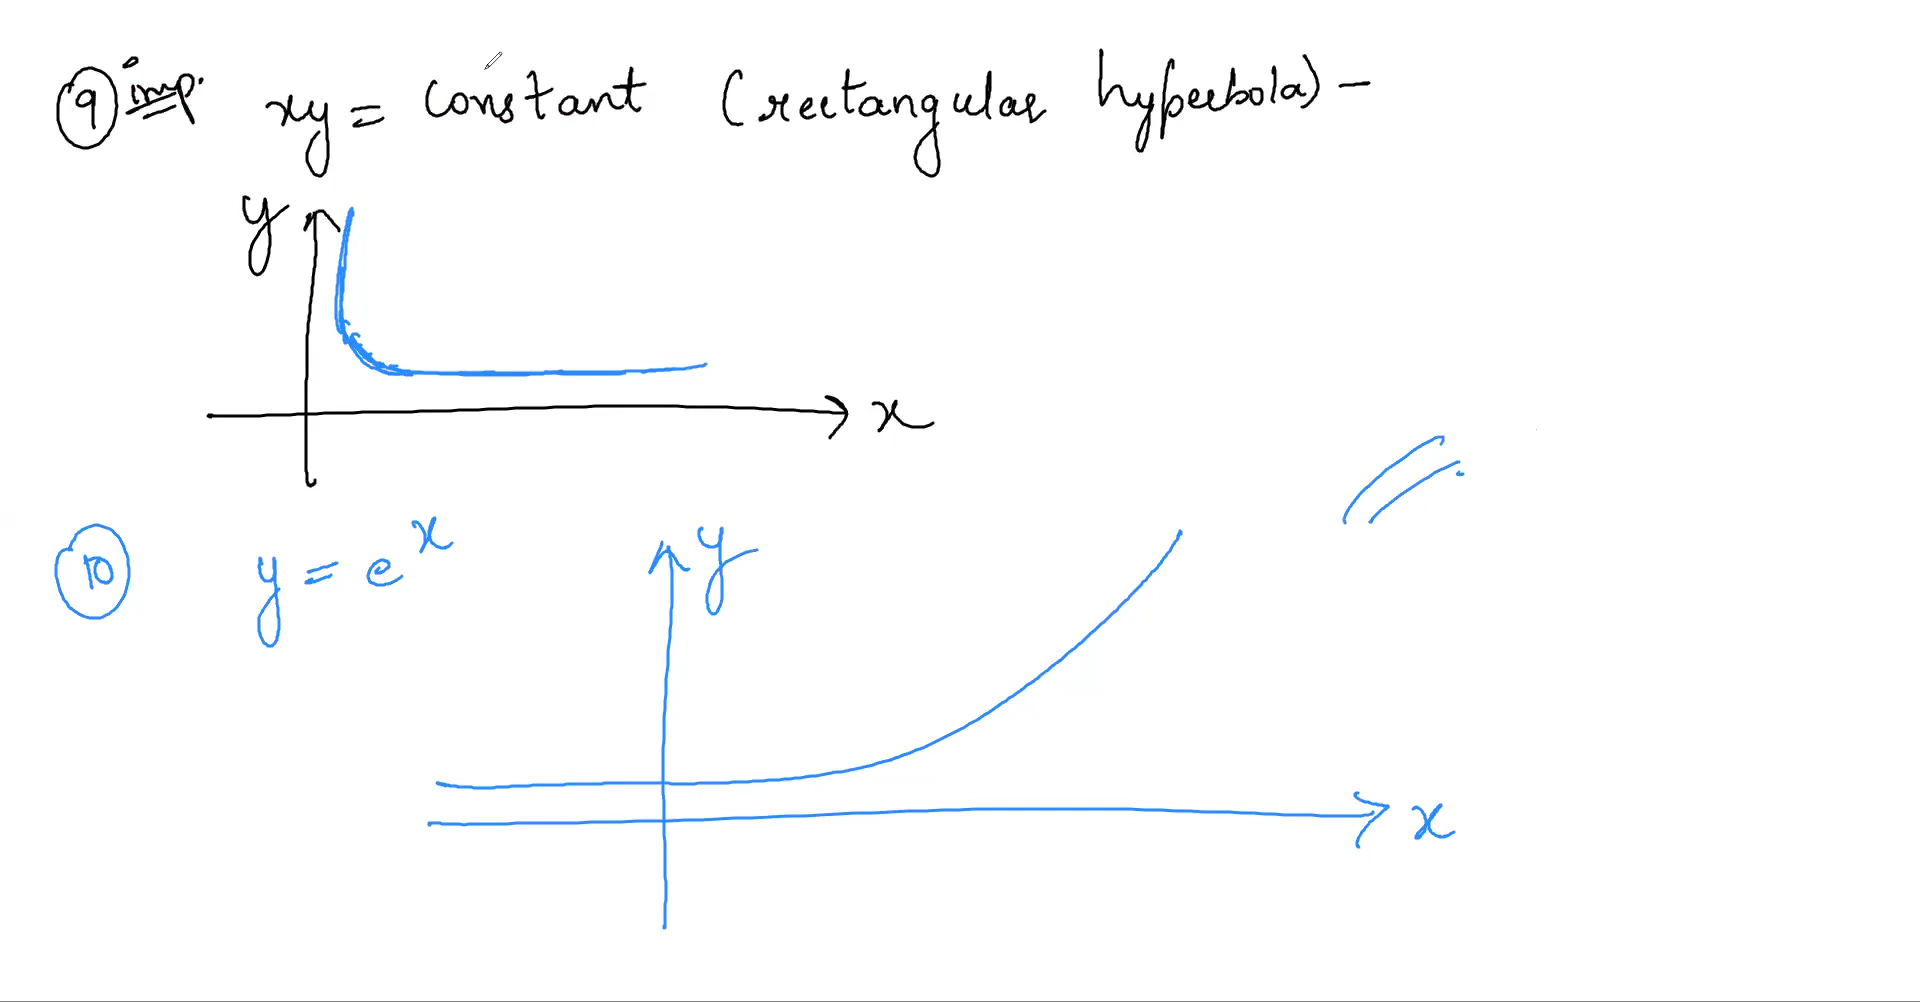 9 imp. xy = constant (rectangular hyperbola) -
y
x
10 y = e^x
y
x